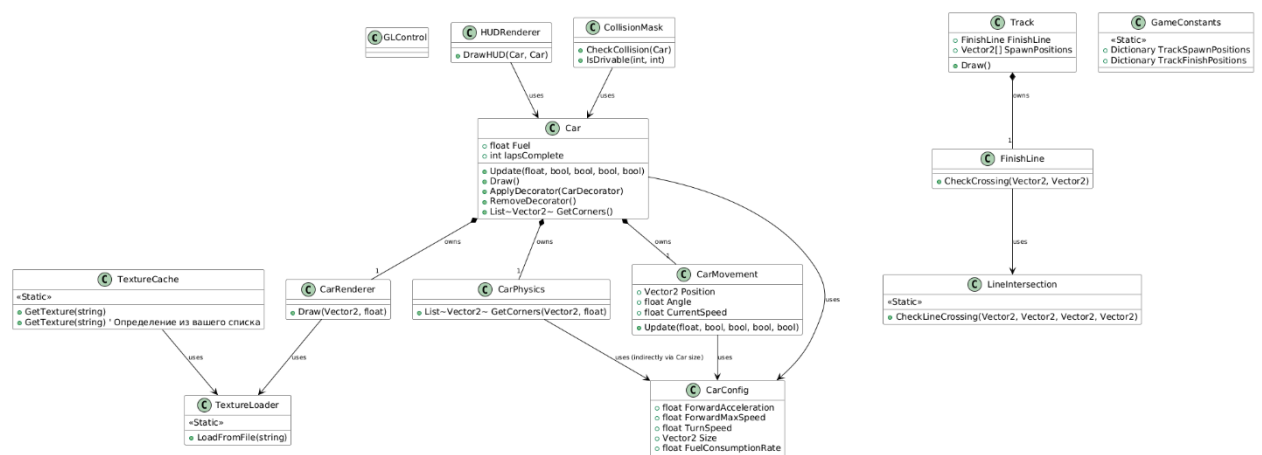 C GLControl
C HUDRenderer
DrawHUD(Car, Car)
C CollisionMask
CheckCollision(Car)
IsDrivable(int, int)
C Track
FinishLine FinishLine
Vector2[] SpawnPositions
Draw()
C GameConstants
«Static»
Dictionary TrackSpawnPositions
Dictionary TrackFinishPositions
uses
uses
owns
1
C Car
float Fuel
int lapsComplete
Update(float, bool, bool, bool, bool)
Draw()
ApplyDecorator(CarDecorator)
RemoveDecorator()
List~Vector2~ GetCorners()
C FinishLine
CheckCrossing(Vector2, Vector2)
owns
owns
owns
uses
1
1
1
uses
C TextureCache
«Static»
GetTexture(string)
GetTexture(string) ' Определение из вашего списка
C CarRenderer
Draw(Vector2, float)
C CarPhysics
List~Vector2~ GetCorners(Vector2, float)
C CarMovement
Vector2 Position
float Angle
float CurrentSpeed
Update(float, bool, bool, bool, bool)
C LineIntersection
«Static»
CheckLineCrossing(Vector2, Vector2, Vector2, Vector2)
uses
uses
uses (indirectly via Car size)
uses
C TextureLoader
«Static»
LoadFromFile(string)
C CarConfig
float ForwardAcceleration
float ForwardMaxSpeed
float TurnSpeed
Vector2 Size
float FuelConsumptionRate